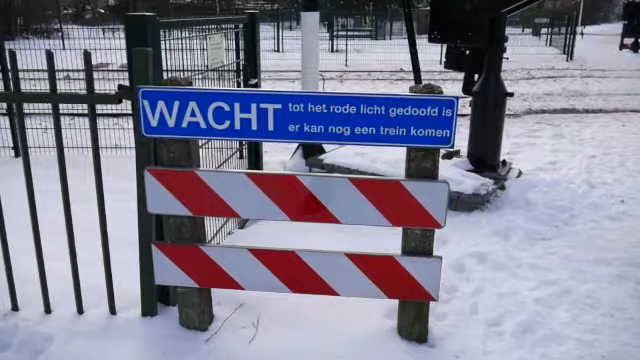 WACHT
tot het rode licht gedoofd is
er kan nog een trein komen